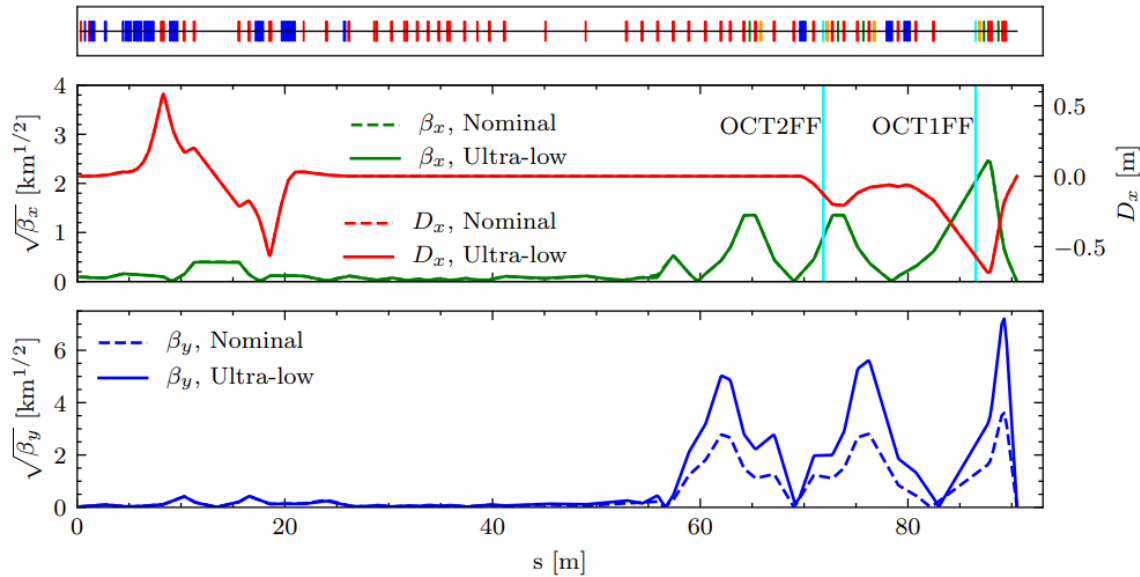 4
3
2
1
0
√βx [km^1/2]
βx, Nominal
βx, Ultra-low
Dx, Nominal
Dx, Ultra-low
OCT2FF
OCT1FF
0.5
0.0
−0.5
Dx [m]
6
4
2
0
√βy [km^1/2]
βy, Nominal
βy, Ultra-low
0 20 40 60 80
s [m]